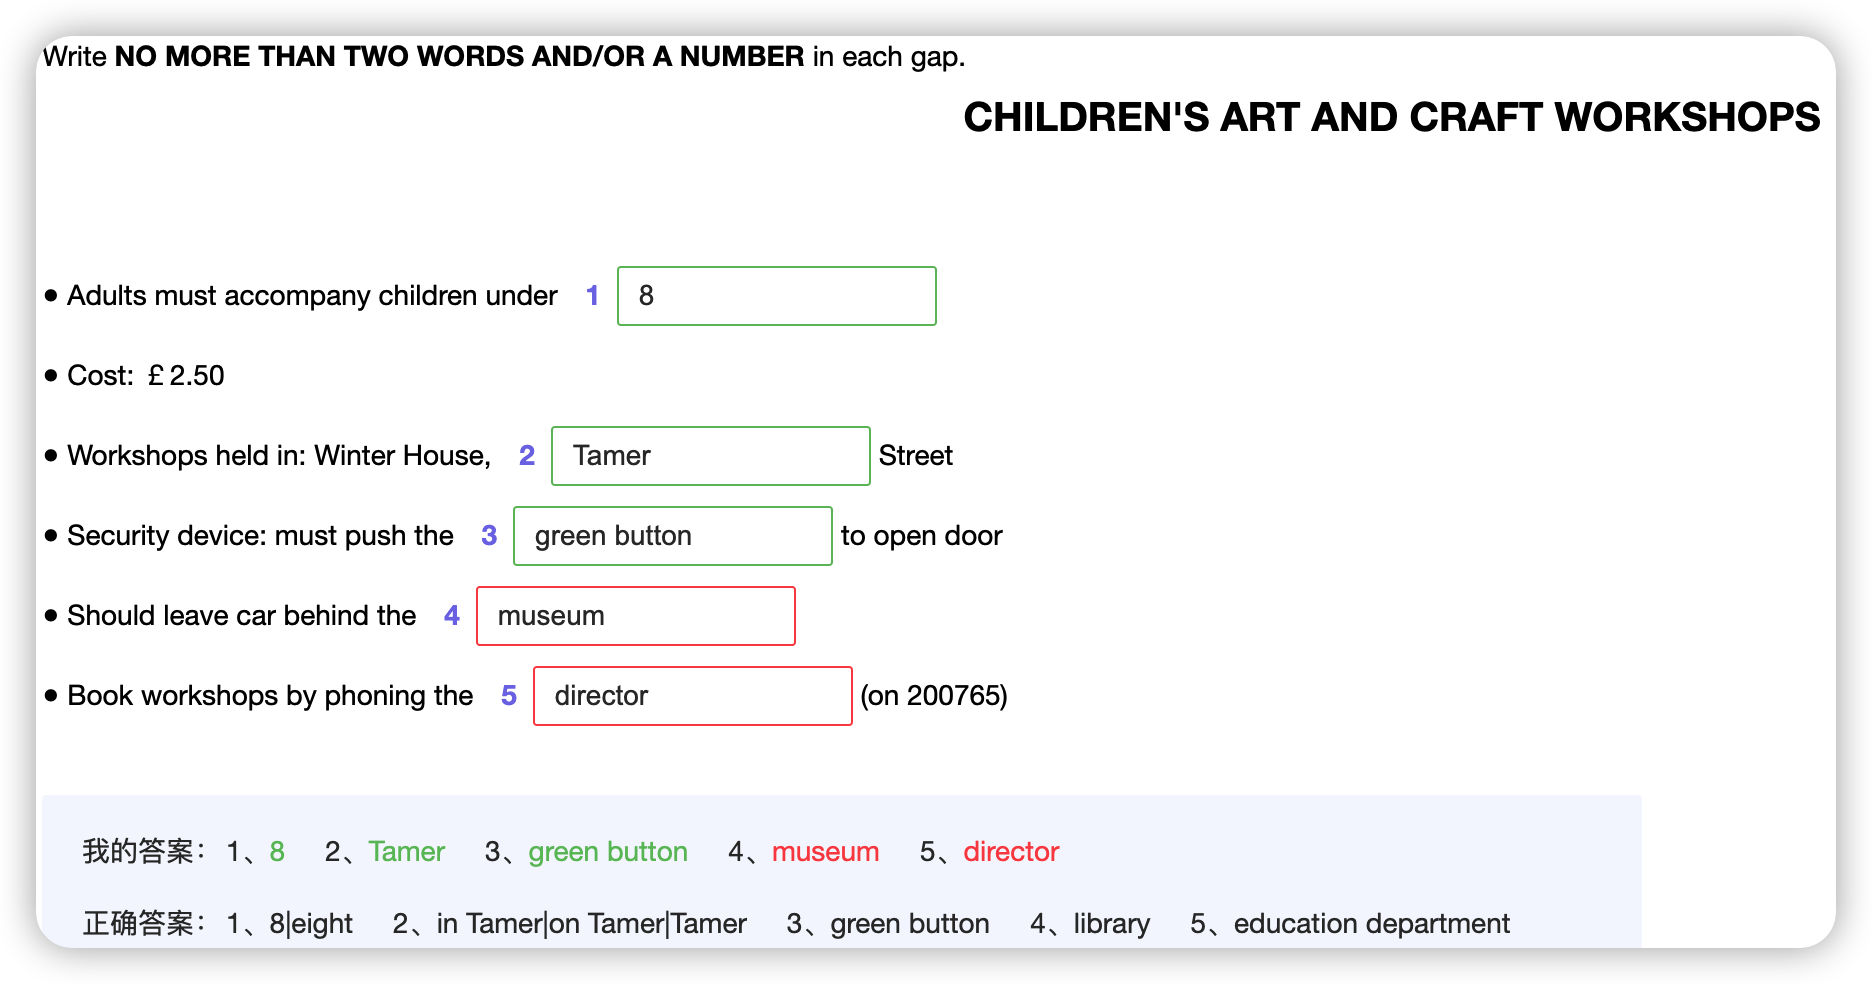 Write NO MORE THAN TWO WORDS AND/OR A NUMBER in each gap.
CHILDREN'S ART AND CRAFT WORKSHOPS
● Adults must accompany children under 1 8
● Cost: £2.50
● Workshops held in: Winter House, 2 Tamer Street
● Security device: must push the 3 green button to open door
● Should leave car behind the 4 museum
● Book workshops by phoning the 5 director (on 200765)
我的答案： 1、8 2、Tamer 3、green button 4、museum 5、director
正确答案： 1、8|eight 2、in Tamer|on Tamer|Tamer 3、green button 4、library 5、education department